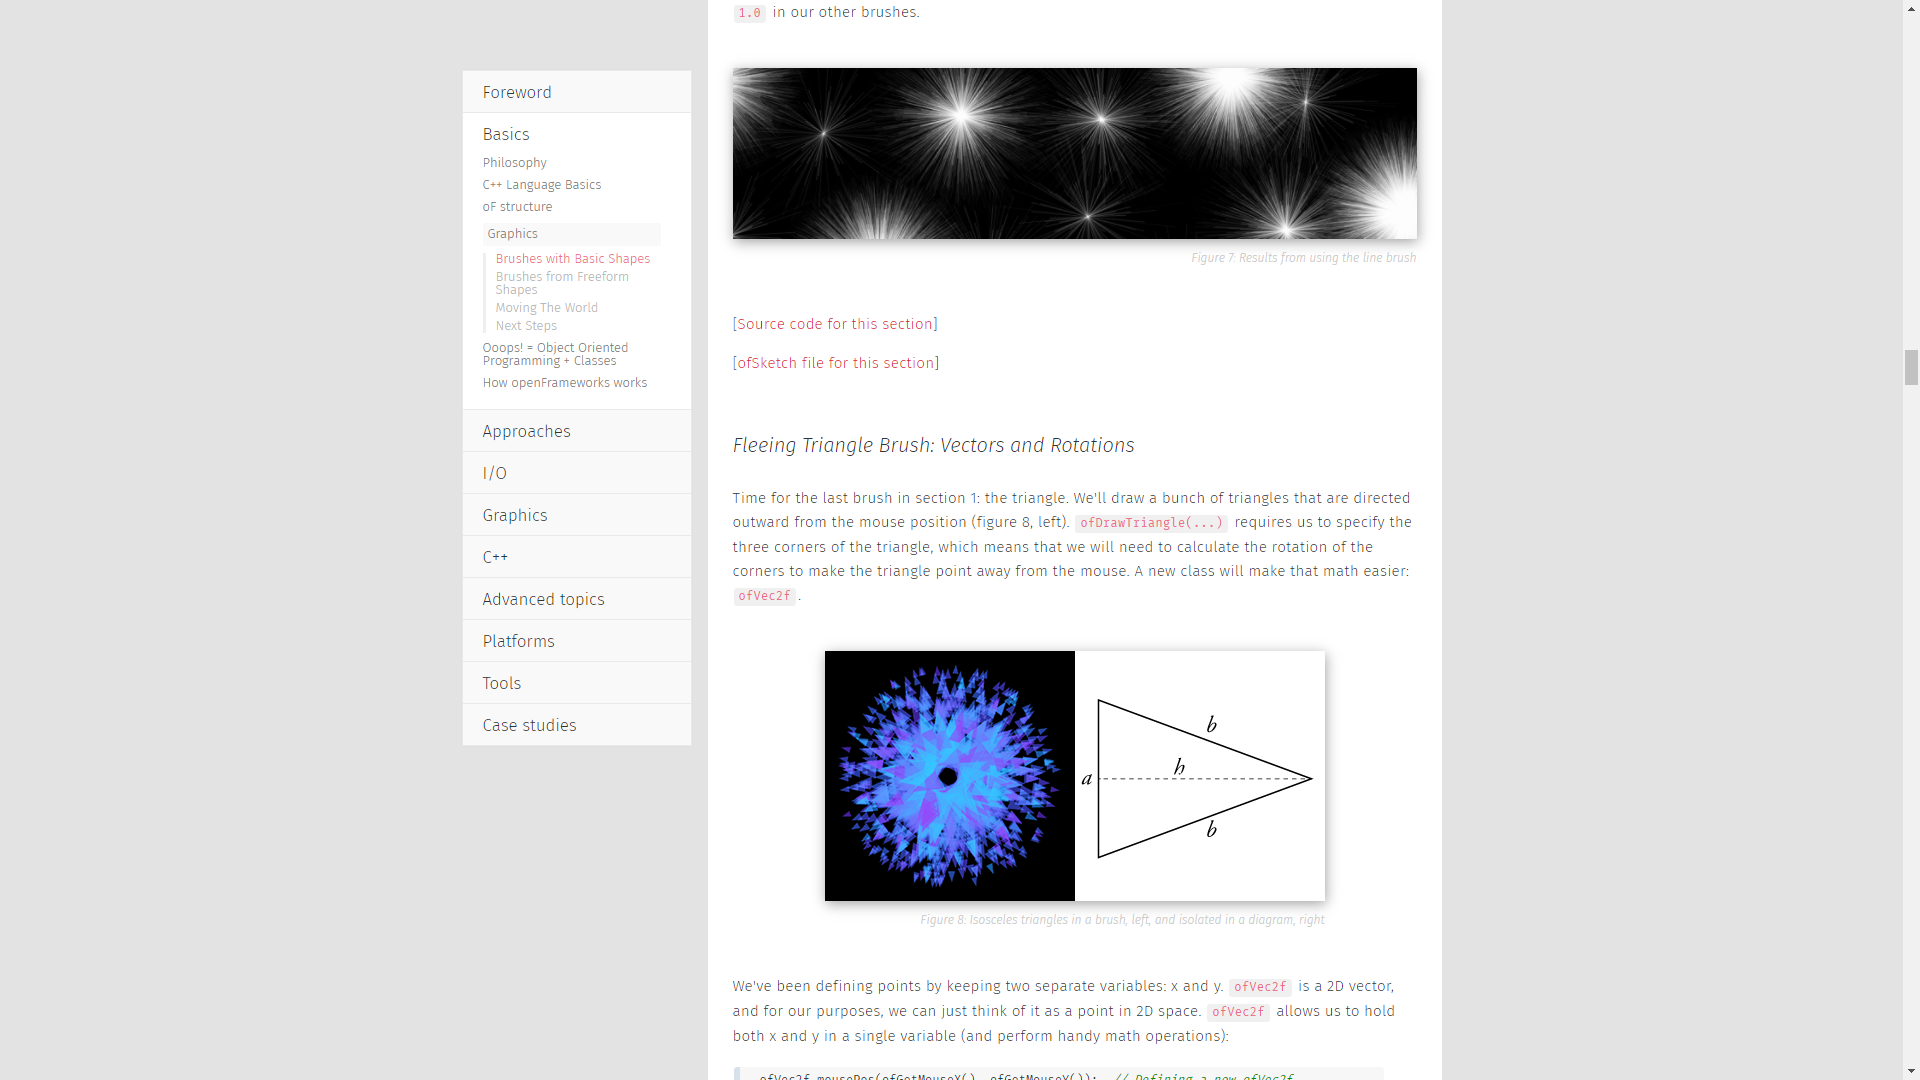 Foreword
Basics
Philosophy
C++ Language Basics
oF structure
Graphics
Brushes with Basic Shapes
Brushes from Freeform
Shapes
Moving The World
Next Steps
Ooops! = Object Oriented
Programming + Classes
How openFrameworks works
Approaches
I/O
Graphics
C++
Advanced topics
Platforms
Tools
Case studies
1.0 in our other brushes.
Figure 7: Results from using the line brush
[Source code for this section]
[ofSketch file for this section]
Fleeing Triangle Brush: Vectors and Rotations
Time for the last brush in section 1: the triangle. We'll draw a bunch of triangles that are directed
outward from the mouse position (figure 8, left). ofDrawTriangle(...) requires us to specify the
three corners of the triangle, which means that we will need to calculate the rotation of the
corners to make the triangle point away from the mouse. A new class will make that math easier:
ofVec2f.
b
h
a
b
Figure 8: Isosceles triangles in a brush, left, and isolated in a diagram, right
We've been defining points by keeping two separate variables: x and y. ofVec2f is a 2D vector,
and for our purposes, we can just think of it as a point in 2D space. ofVec2f allows us to hold
both x and y in a single variable (and perform handy math operations):
ofVec2f mousePos(ofGetMouseX(), ofGetMouseY()); // Defining a new ofVec2f